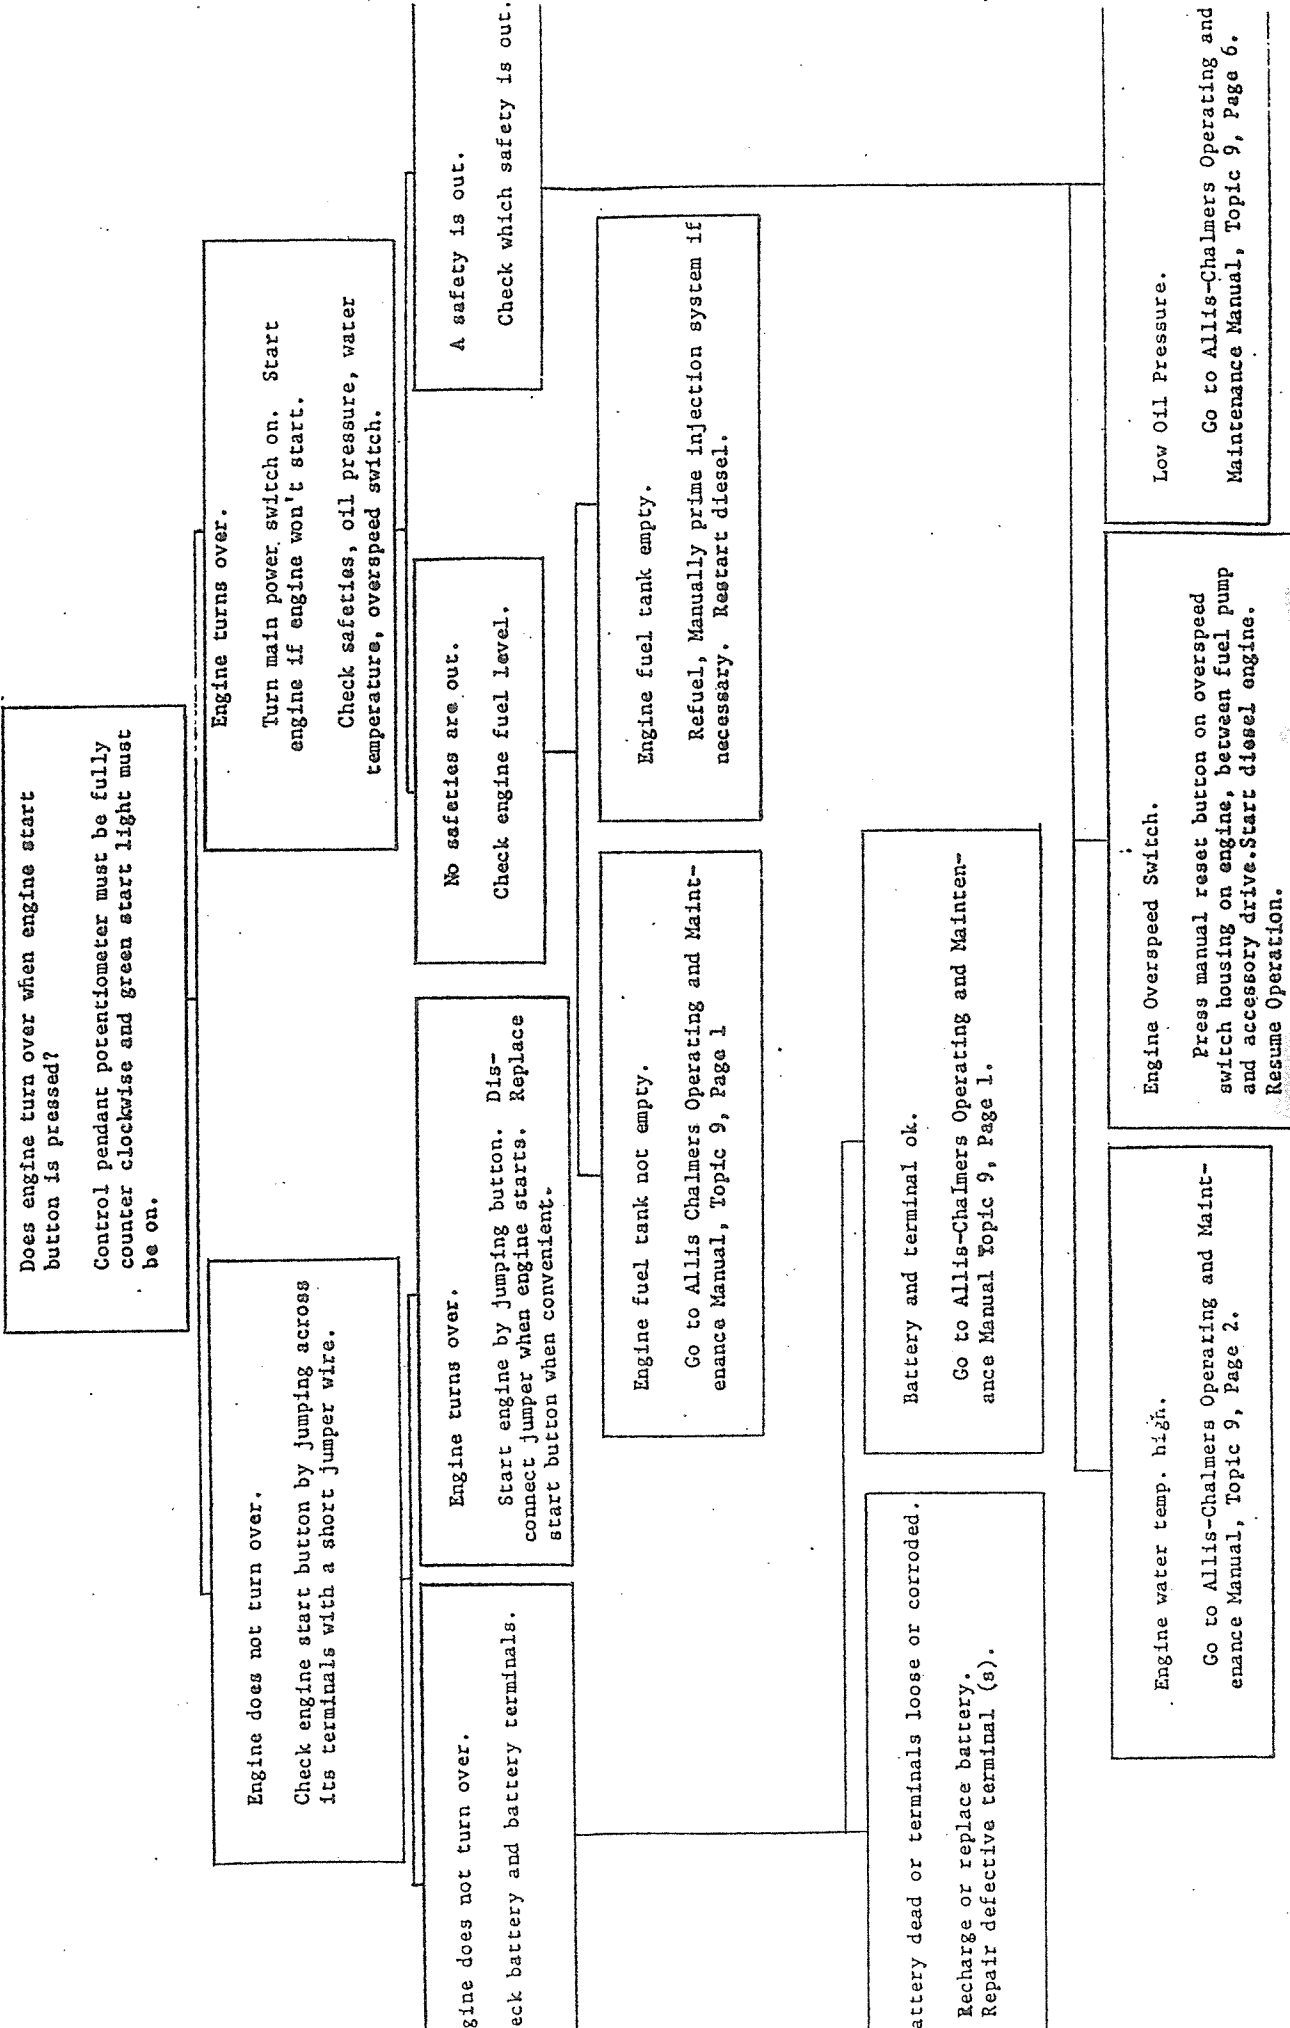 Does engine turn over when engine start
button is pressed?
Control pendant potentiometer must be fully
counter clockwise and green start light must
be on.
Engine does not turn over.
Check engine start button by jumping across
its terminals with a short jumper wire.
Engine turns over.
Turn main power switch on. Start
engine if engine won't start.
Check safeties, oil pressure, water
temperature, overspeed switch.
gine does not turn over.
eck battery and battery terminals.
Engine turns over.
Start engine by jumping button. Dis-
connect jumper when engine starts. Replace
start button when convenient.
No safeties are out.
Check engine fuel level.
A safety is out.
Check which safety is out.
Engine fuel tank not empty.
Go to Allis Chalmers Operating and Maint-
enance Manual, Topic 9, Page 1
Engine fuel tank empty.
Refuel, Manually prime injection system if
necessary. Restart diesel.
attery dead or terminals loose or corroded.
Recharge or replace battery.
Repair defective terminal (s).
Battery and terminal ok.
Go to Allis-Chalmers Operating and Mainten-
ance Manual Topic 9, Page 1.
Engine water temp. high.
Go to Allis-Chalmers Operating and Maint-
enance Manual, Topic 9, Page 2.
Engine Overspeed Switch.
Press manual reset button on overspeed
switch housing on engine, between fuel pump
and accessory drive.Start diesel engine.
Resume Operation.
Low Oil Pressure.
Go to Allis-Chalmers Operating and
Maintenance Manual, Topic 9, Page 6.